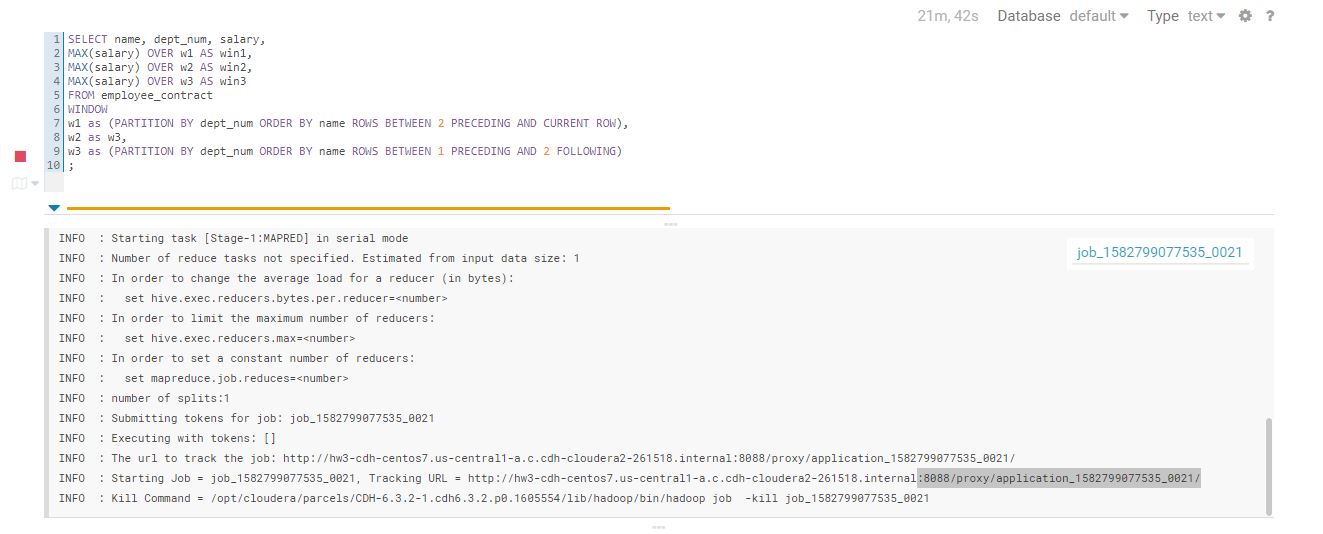 21m, 42s Database default Type text ?
1 SELECT name, dept_num, salary,
2 MAX(salary) OVER w1 AS win1,
3 MAX(salary) OVER w2 AS win2,
4 MAX(salary) OVER w3 AS win3
5 FROM employee_contract
6 WINDOW
7 w1 as (PARTITION BY dept_num ORDER BY name ROWS BETWEEN 2 PRECEDING AND CURRENT ROW),
8 w2 as w3,
9 w3 as (PARTITION BY dept_num ORDER BY name ROWS BETWEEN 1 PRECEDING AND 2 FOLLOWING)
10 ;
INFO : Starting task [Stage-1:MAPRED] in serial mode
job_1582799077535_0021
INFO : Number of reduce tasks not specified. Estimated from input data size: 1
INFO : In order to change the average load for a reducer (in bytes):
INFO : set hive.exec.reducers.bytes.per.reducer=<number>
INFO : In order to limit the maximum number of reducers:
INFO : set hive.exec.reducers.max=<number>
INFO : In order to set a constant number of reducers:
INFO : set mapreduce.job.reduces=<number>
INFO : number of splits:1
INFO : Submitting tokens for job: job_1582799077535_0021
INFO : Executing with tokens: []
INFO : The url to track the job: http://hw3-cdh-centos7.us-central1-a.c.cdh-cloudera2-261518.internal:8088/proxy/application_1582799077535_0021/
INFO : Starting Job = job_1582799077535_0021, Tracking URL = http://hw3-cdh-centos7.us-central1-a.c.cdh-cloudera2-261518.internal:8088/proxy/application_1582799077535_0021/
INFO : Kill Command = /opt/cloudera/parcels/CDH-6.3.2-1.cdh6.3.2.p0.1605554/lib/hadoop/bin/hadoop job -kill job_1582799077535_0021